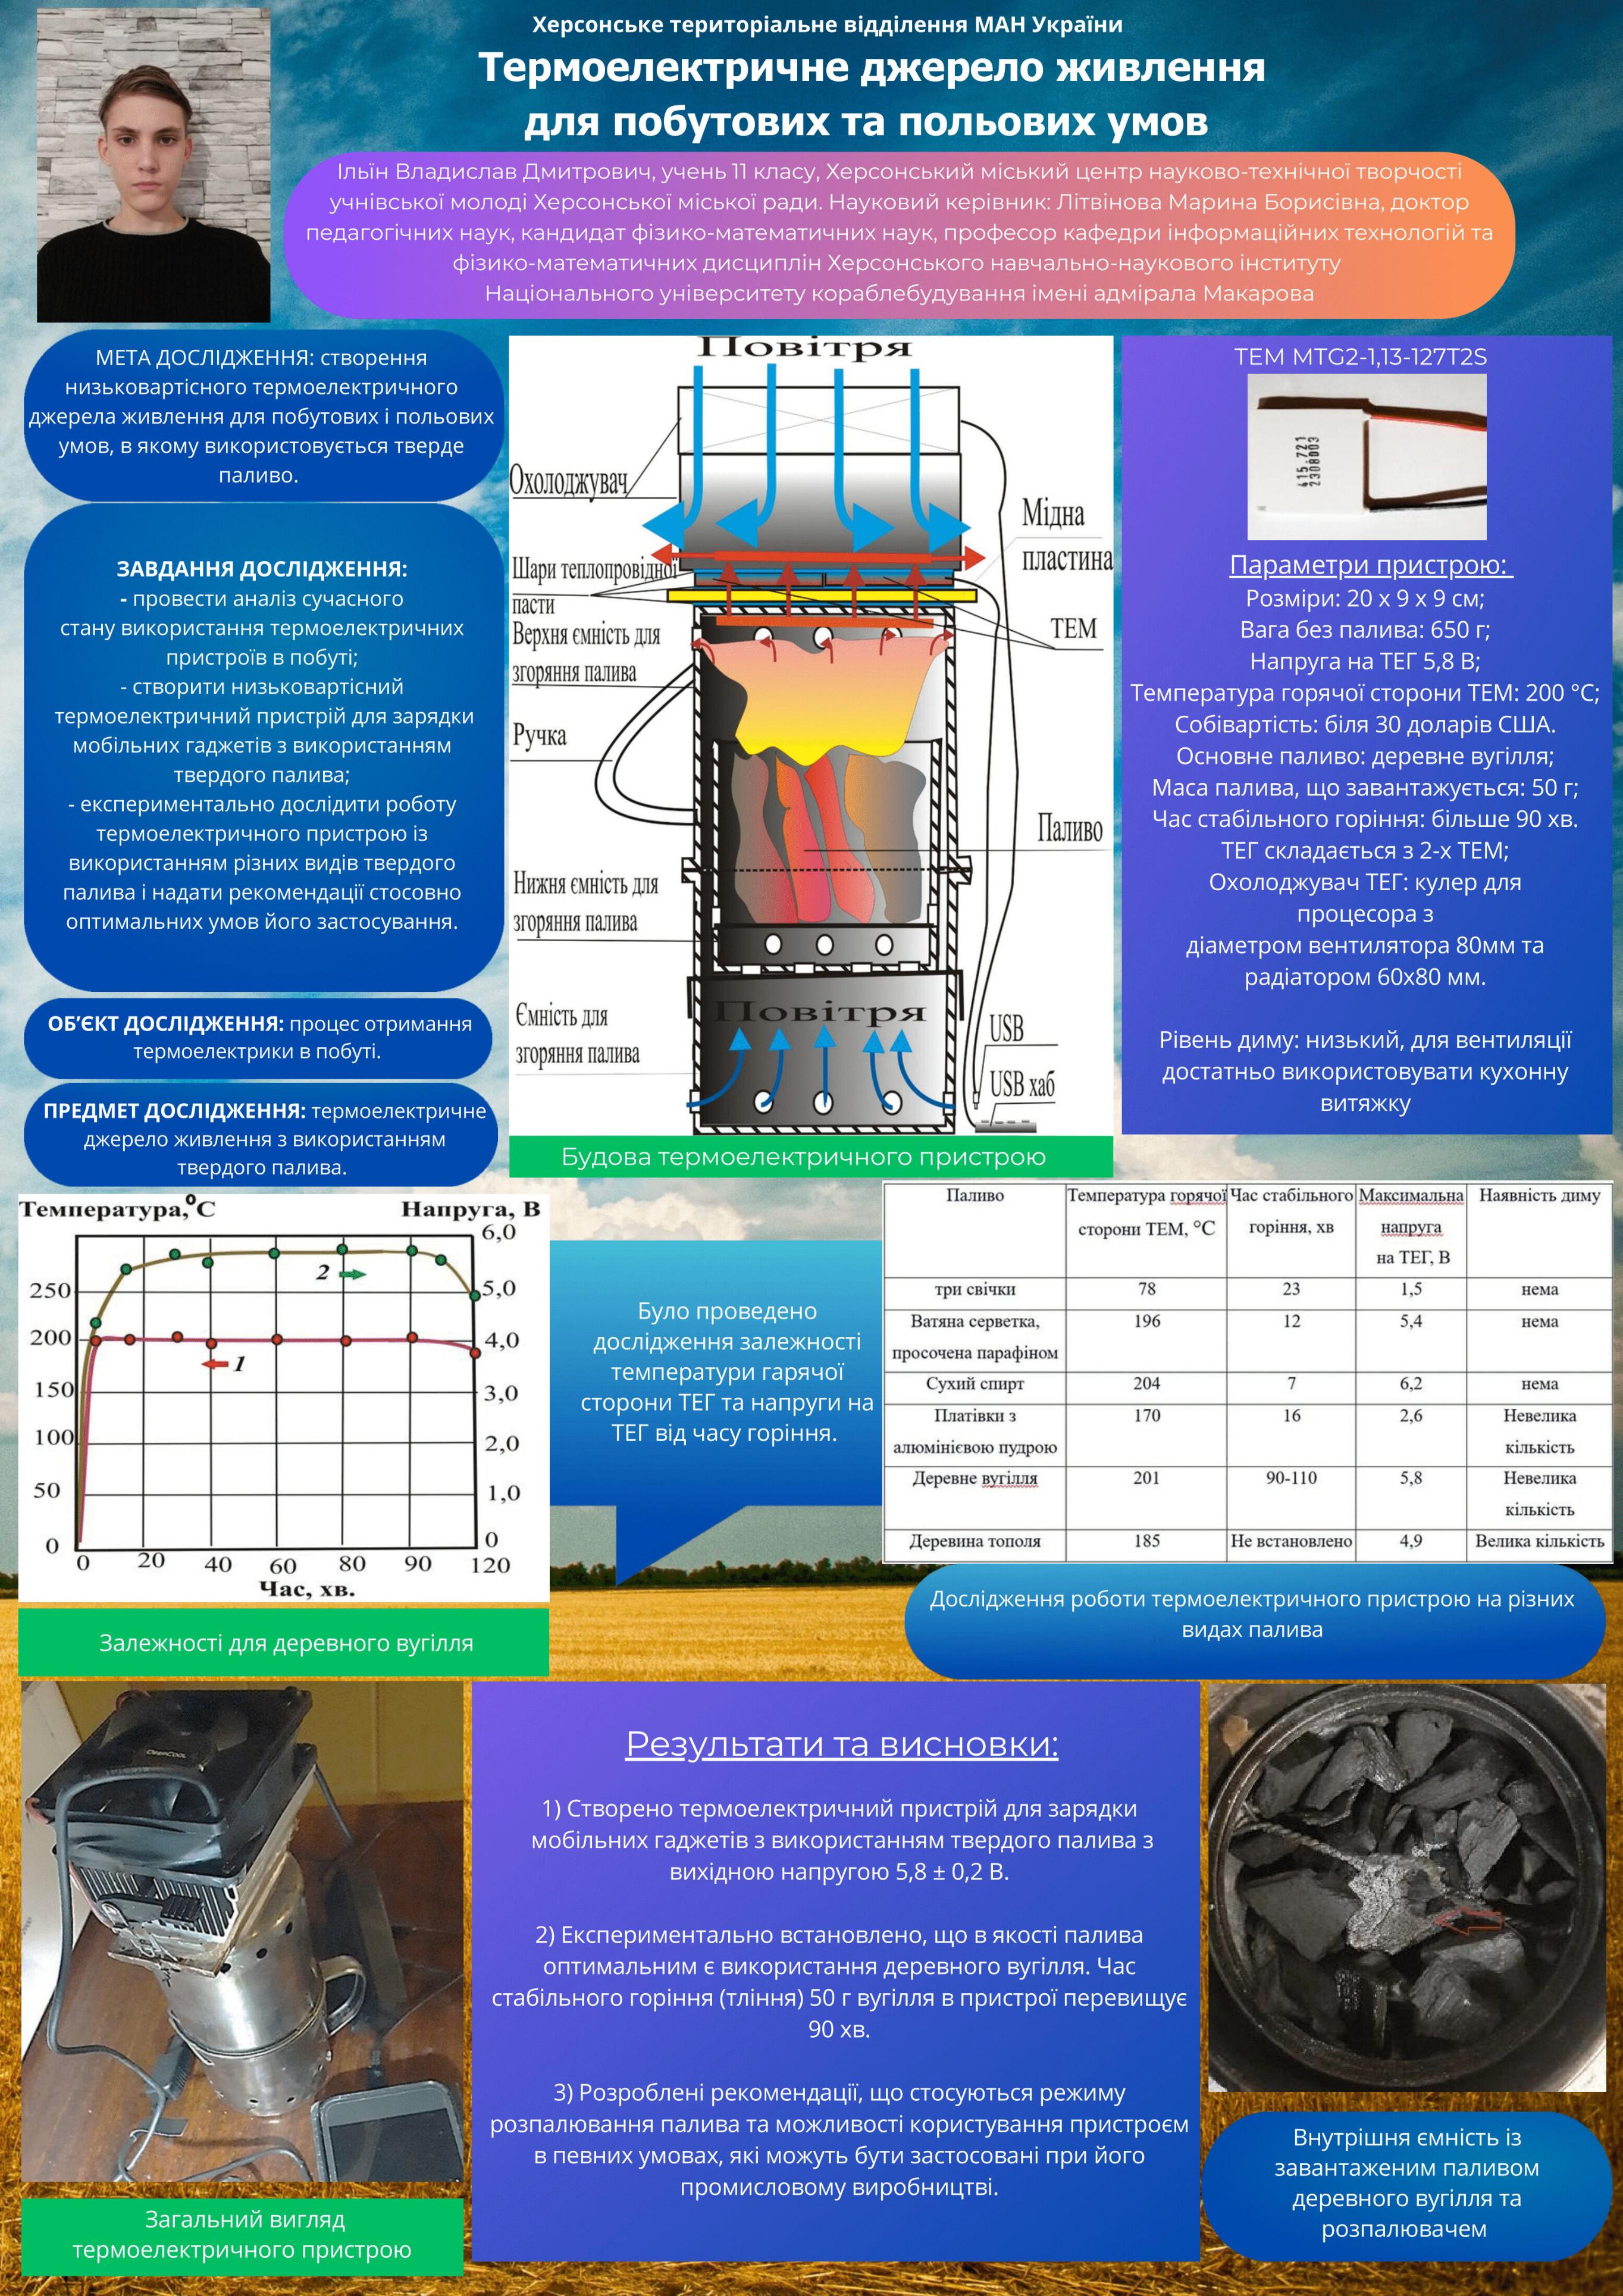 Херсонське територіальне відділення МАН України
Термоелектричне джерело живлення
для побутових та польових умов
Ільїн Владислав Дмитрович, учень 11 класу, Херсонський міський центр науково-технічної творчості
учнівської молоді Херсонської міської ради. Науковий керівник: Літвінова Марина Борисівна, доктор
педагогічних наук, кандидат фізико-математичних наук, професор кафедри інформаційних технологій та
фізико-математичних дисциплін Херсонського навчально-наукового інституту
Національного університету кораблебудування імені адмірала Макарова
МЕТА ДОСЛІДЖЕННЯ: створення
низьковартісного термоелектричного
джерела живлення для побутових і польових
умов, в якому використовується тверде
паливо.
ЗАВДАННЯ ДОСЛІДЖЕННЯ:
- провести аналіз сучасного
стану використання термоелектричних
пристроїв в побуті;
- створити низьковартісний
термоелектричний пристрій для зарядки
мобільних гаджетів з використанням
твердого палива;
- експериментально дослідити роботу
термоелектричного пристрою із
використанням різних видів твердого
палива і надати рекомендації стосовно
оптимальних умов його застосування.
ОБ'ЄКТ ДОСЛІДЖЕННЯ: процес отримання
термоелектрики в побуті.
ПРЕДМЕТ ДОСЛІДЖЕННЯ: термоелектричне
джерело живлення з використанням
твердого палива.
Повітря
Охолоджувач
Мідна
пластина
Шари теплопровідної
пасти
ТЕМ
Верхня ємність для
згоряння палива
Ручка
Паливо
Нижня ємність для
згоряння палива
Повітря
Ємність для
згоряння палива
USB
USB хаб
Будова термоелектричного пристрою
ТЕМ MTG2-1,13-127T2S
415 721
2308003
Параметри пристрою:
Розміри: 20 х 9 х 9 см;
Вага без палива: 650 г;
Напруга на ТЕГ 5,8 В;
Температура горячої сторони ТЕМ: 200 °С;
Собівартість: біля 30 доларів США.
Основне паливо: деревне вугілля;
Маса палива, що завантажується: 50 г;
Час стабільного горіння: більше 90 хв.
ТЕГ складається з 2-х ТЕМ;
Охолоджувач ТЕГ: кулер для
процесора з
діаметром вентилятора 80мм та
радіатором 60х80 мм.
Рівень диму: низький, для вентиляції
достатньо використовувати кухонну
витяжку
Температура,⁰С Напруга, В
6,0
250 5,0
200 4,0
150 3,0
100 2,0
50 1,0
0 0
2
1
0 20 40 60 80 90 120
Час, хв.
Залежності для деревного вугілля
Було проведено
дослідження залежності
температури гарячої
сторони ТЕГ та напруги на
ТЕГ від часу горіння.
Паливо Температура горячої Час стабільного Максимальна Наявність диму
сторони ТЕМ, °С горіння, хв напруга
на ТЕГ, В
три свічки 78 23 1,5 нема
Ватяна серветка, 196 12 5,4 нема
просочена парафіном
Сухий спирт 204 7 6,2 нема
Платівки з 170 16 2,6 Невелика
алюмінієвою пудрою кількість
Деревне вугілля 201 90-110 5,8 Невелика
кількість
Деревина тополя 185 Не встановлено 4,9 Велика кількість
Дослідження роботи термоелектричного пристрою на різних
видах палива
DEEPCOOL
Загальний вигляд
термоелектричного пристрою
Результати та висновки:
1) Створено термоелектричний пристрій для зарядки
мобільних гаджетів з використанням твердого палива з
вихідною напругою 5,8 ± 0,2 В.
2) Експериментально встановлено, що в якості палива
оптимальним є використання деревного вугілля. Час
стабільного горіння (тління) 50 г вугілля в пристрої перевищує
90 хв.
3) Розроблені рекомендації, що стосуються режиму
розпалювання палива та можливості користування пристроєм
в певних умовах, які можуть бути застосовані при його
промисловому виробництві.
Внутрішня ємність із
завантаженим паливом
деревного вугілля та
розпалювачем